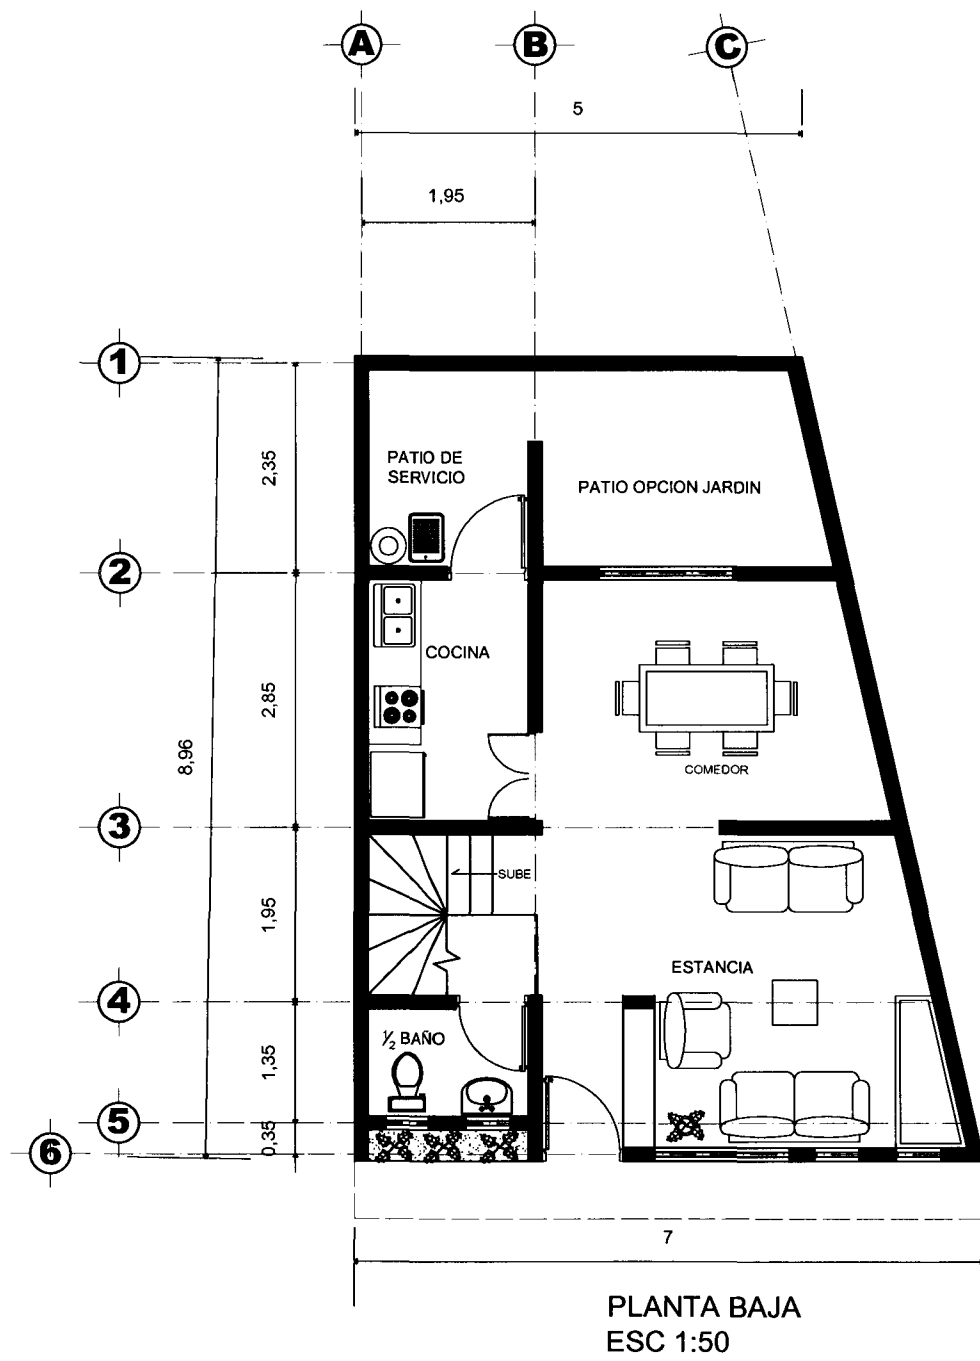 A
B
C
5
1,95
1
2,35
PATIO DE
SERVICIO
PATIO OPCION JARDIN
2
COCINA
2,85
8,96
COMEDOR
3
SUBE
1,95
ESTANCIA
4
½ BAÑO
1,35
5
0,35
6
7
PLANTA BAJA
ESC 1:50